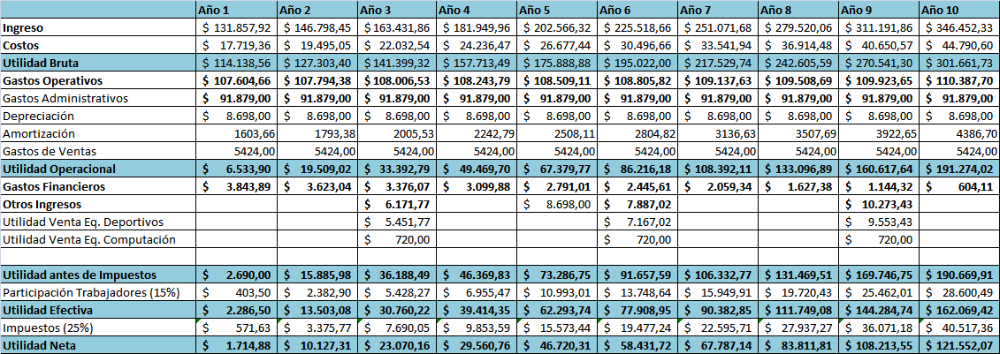 Año 1 Año 2 Año 3 Año 4 Año 5 Año 6 Año 7 Año 8 Año 9 Año 10
Ingreso $ 131.857,92 $ 146.798,45 $ 163.431,86 $ 181.949,96 $ 202.566,32 $ 225.518,66 $ 251.071,68 $ 279.520,06 $ 311.191,86 $ 346.452,33
Costos $ 17.719,36 $ 19.495,05 $ 22.032,54 $ 24.236,47 $ 26.677,44 $ 30.496,66 $ 33.541,94 $ 36.914,48 $ 40.650,57 $ 44.790,60
Utilidad Bruta $ 114.138,56 $ 127.303,40 $ 141.399,32 $ 157.713,49 $ 175.888,88 $ 195.022,00 $ 217.529,74 $ 242.605,59 $ 270.541,30 $ 301.661,73
Gastos Operativos $ 107.604,66 $ 107.794,38 $ 108.006,53 $ 108.243,79 $ 108.509,11 $ 108.805,82 $ 109.137,63 $ 109.508,69 $ 109.923,65 $ 110.387,70
Gastos Administrativos $ 91.879,00 $ 91.879,00 $ 91.879,00 $ 91.879,00 $ 91.879,00 $ 91.879,00 $ 91.879,00 $ 91.879,00 $ 91.879,00 $ 91.879,00
Depreciación $ 8.698,00 $ 8.698,00 $ 8.698,00 $ 8.698,00 $ 8.698,00 $ 8.698,00 $ 8.698,00 $ 8.698,00 $ 8.698,00 $ 8.698,00
Amortización 1603,66 1793,38 2005,53 2242,79 2508,11 2804,82 3136,63 3507,69 3922,65 4386,70
Gastos de Ventas 5424,00 5424,00 5424,00 5424,00 5424,00 5424,00 5424,00 5424,00 5424,00 5424,00
Utilidad Operacional $ 6.533,90 $ 19.509,02 $ 33.392,79 $ 49.469,70 $ 67.379,77 $ 86.216,18 $ 108.392,11 $ 133.096,89 $ 160.617,64 $ 191.274,02
Gastos Financieros $ 3.843,89 $ 3.623,04 $ 3.376,07 $ 3.099,88 $ 2.791,01 $ 2.445,61 $ 2.059,34 $ 1.627,38 $ 1.144,32 $ 604,11
Otros Ingresos $ 6.171,77 $ 8.698,00 $ 7.887,02 $ 10.273,43
Utilidad Venta Eq. Deportivos $ 5.451,77 $ 7.167,02 $ 9.553,43
Utilidad Venta Eq. Computación $ 720,00 $ 720,00 $ 720,00
Utilidad antes de Impuestos $ 2.690,00 $ 15.885,98 $ 36.188,49 $ 46.369,83 $ 73.286,75 $ 91.657,59 $ 106.332,77 $ 131.469,51 $ 169.746,75 $ 190.669,91
Participación Trabajadores (15%) $ 403,50 $ 2.382,90 $ 5.428,27 $ 6.955,47 $ 10.993,01 $ 13.748,64 $ 15.949,91 $ 19.720,43 $ 25.462,01 $ 28.600,49
Utilidad Efectiva $ 2.286,50 $ 13.503,08 $ 30.760,22 $ 39.414,35 $ 62.293,74 $ 77.908,95 $ 90.382,85 $ 111.749,08 $ 144.284,74 $ 162.069,42
Impuestos (25%) $ 571,63 $ 3.375,77 $ 7.690,05 $ 9.853,59 $ 15.573,44 $ 19.477,24 $ 22.595,71 $ 27.937,27 $ 36.071,18 $ 40.517,36
Utilidad Neta $ 1.714,88 $ 10.127,31 $ 23.070,16 $ 29.560,76 $ 46.720,31 $ 58.431,72 $ 67.787,14 $ 83.811,81 $ 108.213,55 $ 121.552,07